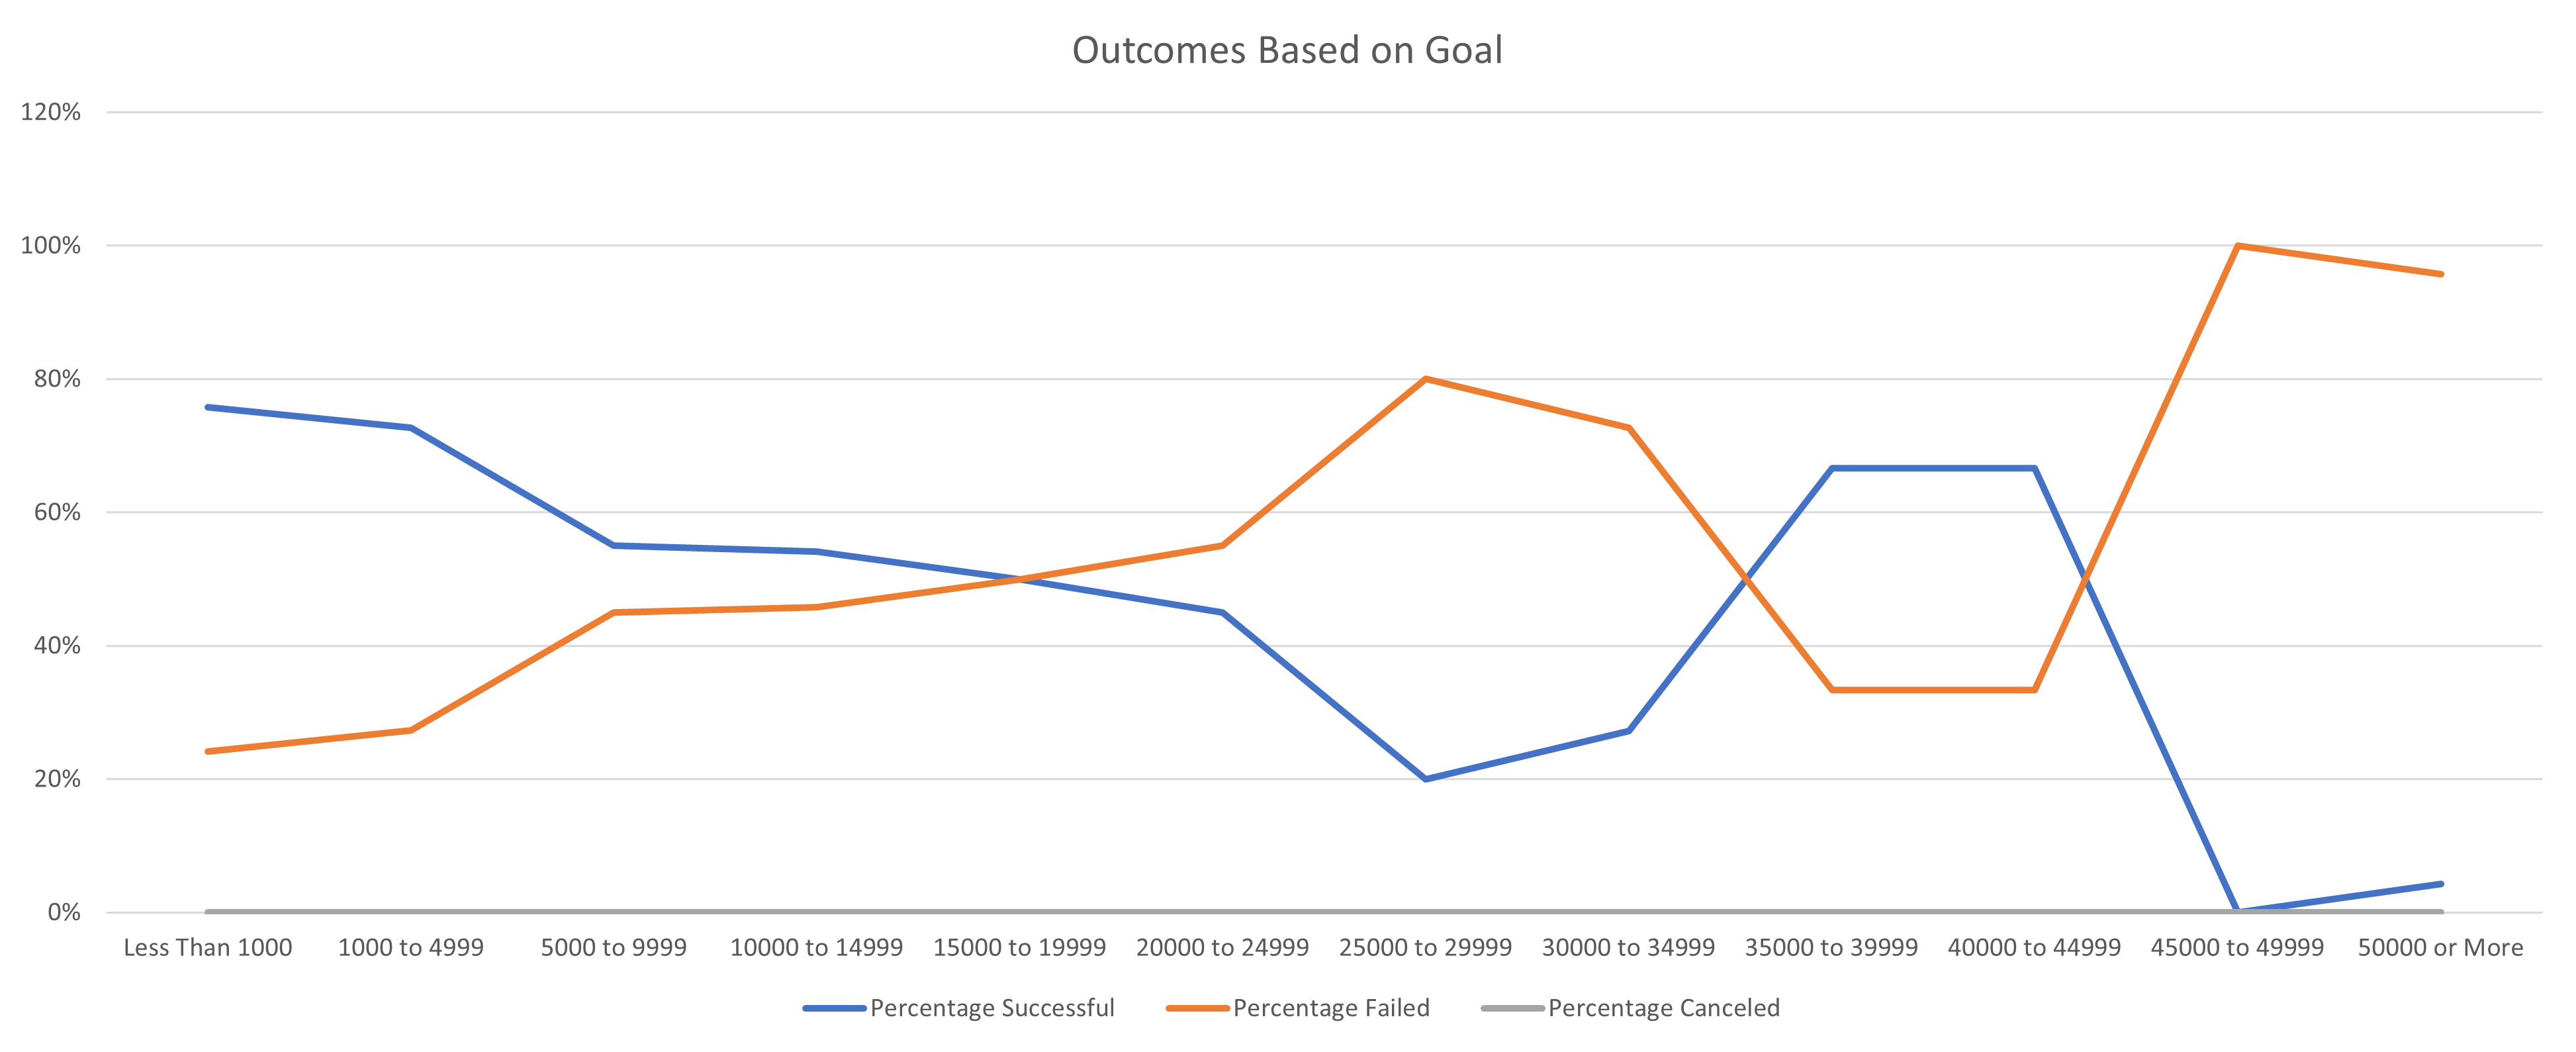 Outcomes Based on Goal
120%
100%
80%
60%
40%
20%
0%
Less Than 1000 1000 to 4999 5000 to 9999 10000 to 14999 15000 to 19999 20000 to 24999 25000 to 29999 30000 to 34999 35000 to 39999 40000 to 44999 45000 to 49999 50000 or More
Percentage Successful Percentage Failed Percentage Canceled